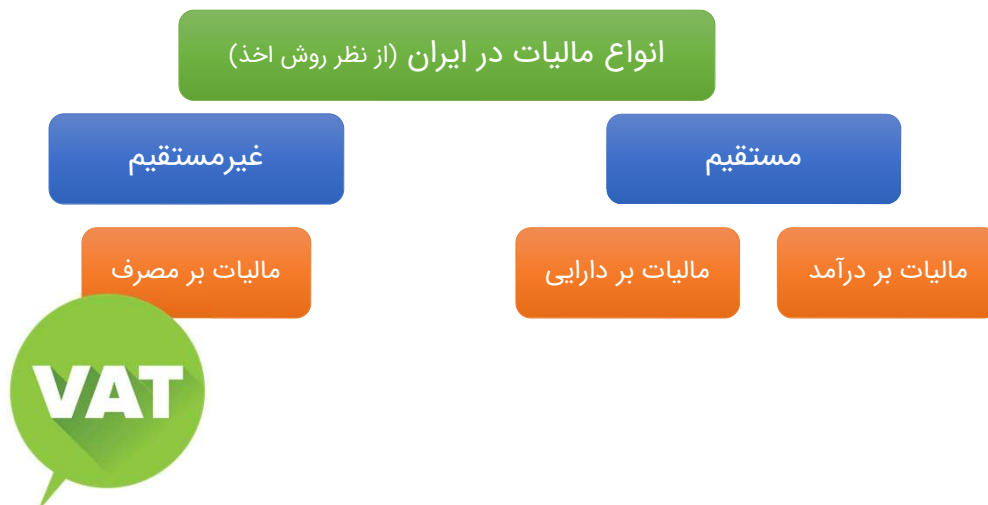 انواع مالیات در ایران (از نظر روش اخذ)
مستقیم
غیرمستقیم
مالیات بر درآمد
مالیات بر دارایی
مالیات بر مصرف
VAT